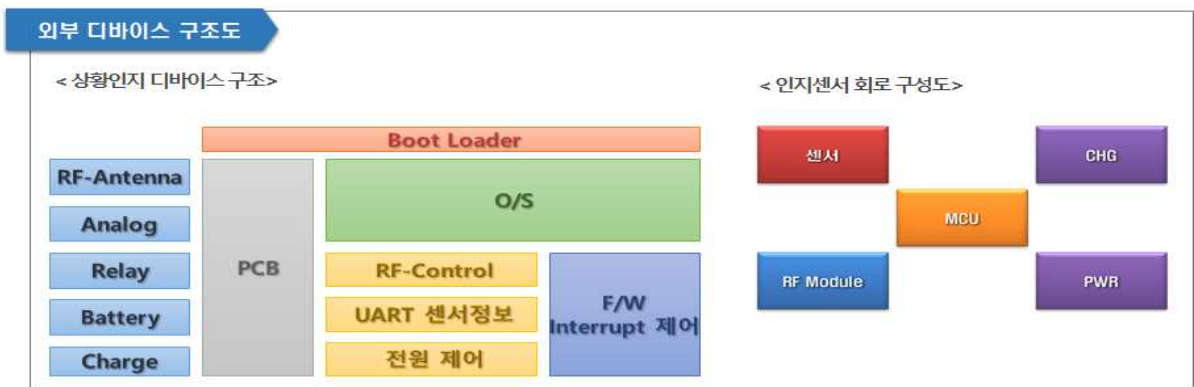 외부 디바이스 구조도
< 상황인지 디바이스 구조>
Boot Loader
RF-Antenna
Analog
Relay
Battery
Charge
PCB
O/S
RF-Control
UART 센서정보
전원 제어
F/W
Interrupt 제어
< 인지센서 회로 구성도>
센서
CHG
MCU
RF Module
PWR